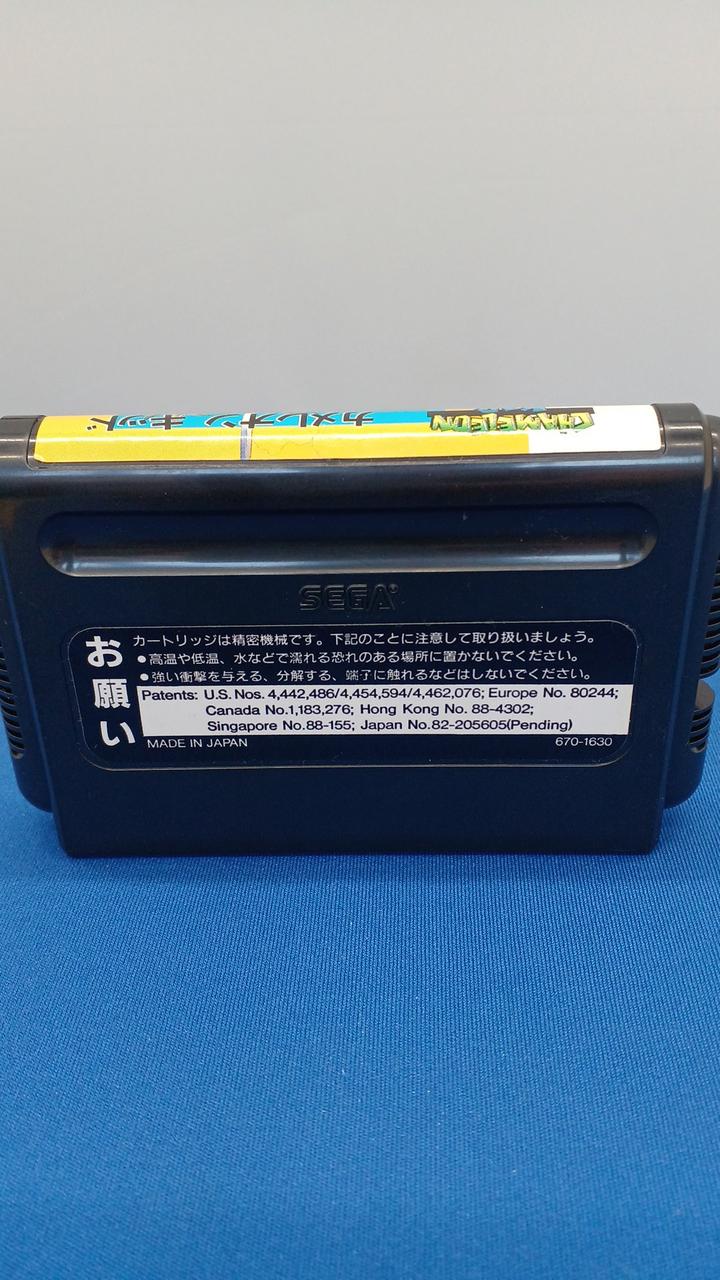 カメレオン キッド
CHAMELEON
KID
SEGA®
お願い
カートリッジは精密機械です。下記のことに注意して取り扱いましょう。
●高温や低温、水などで濡れる恐れのある場所に置かないでください。
●強い衝撃を与える、分解する、端子に触れるなどはしないでください。
Patents: U.S. Nos. 4,442,486/4,454,594/4,462,076; Europe No. 80244;
Canada No.1,183,276; Hong Kong No. 88-4302;
Singapore No.88-155; Japan No.82-205605(Pending)
MADE IN JAPAN 670-1630